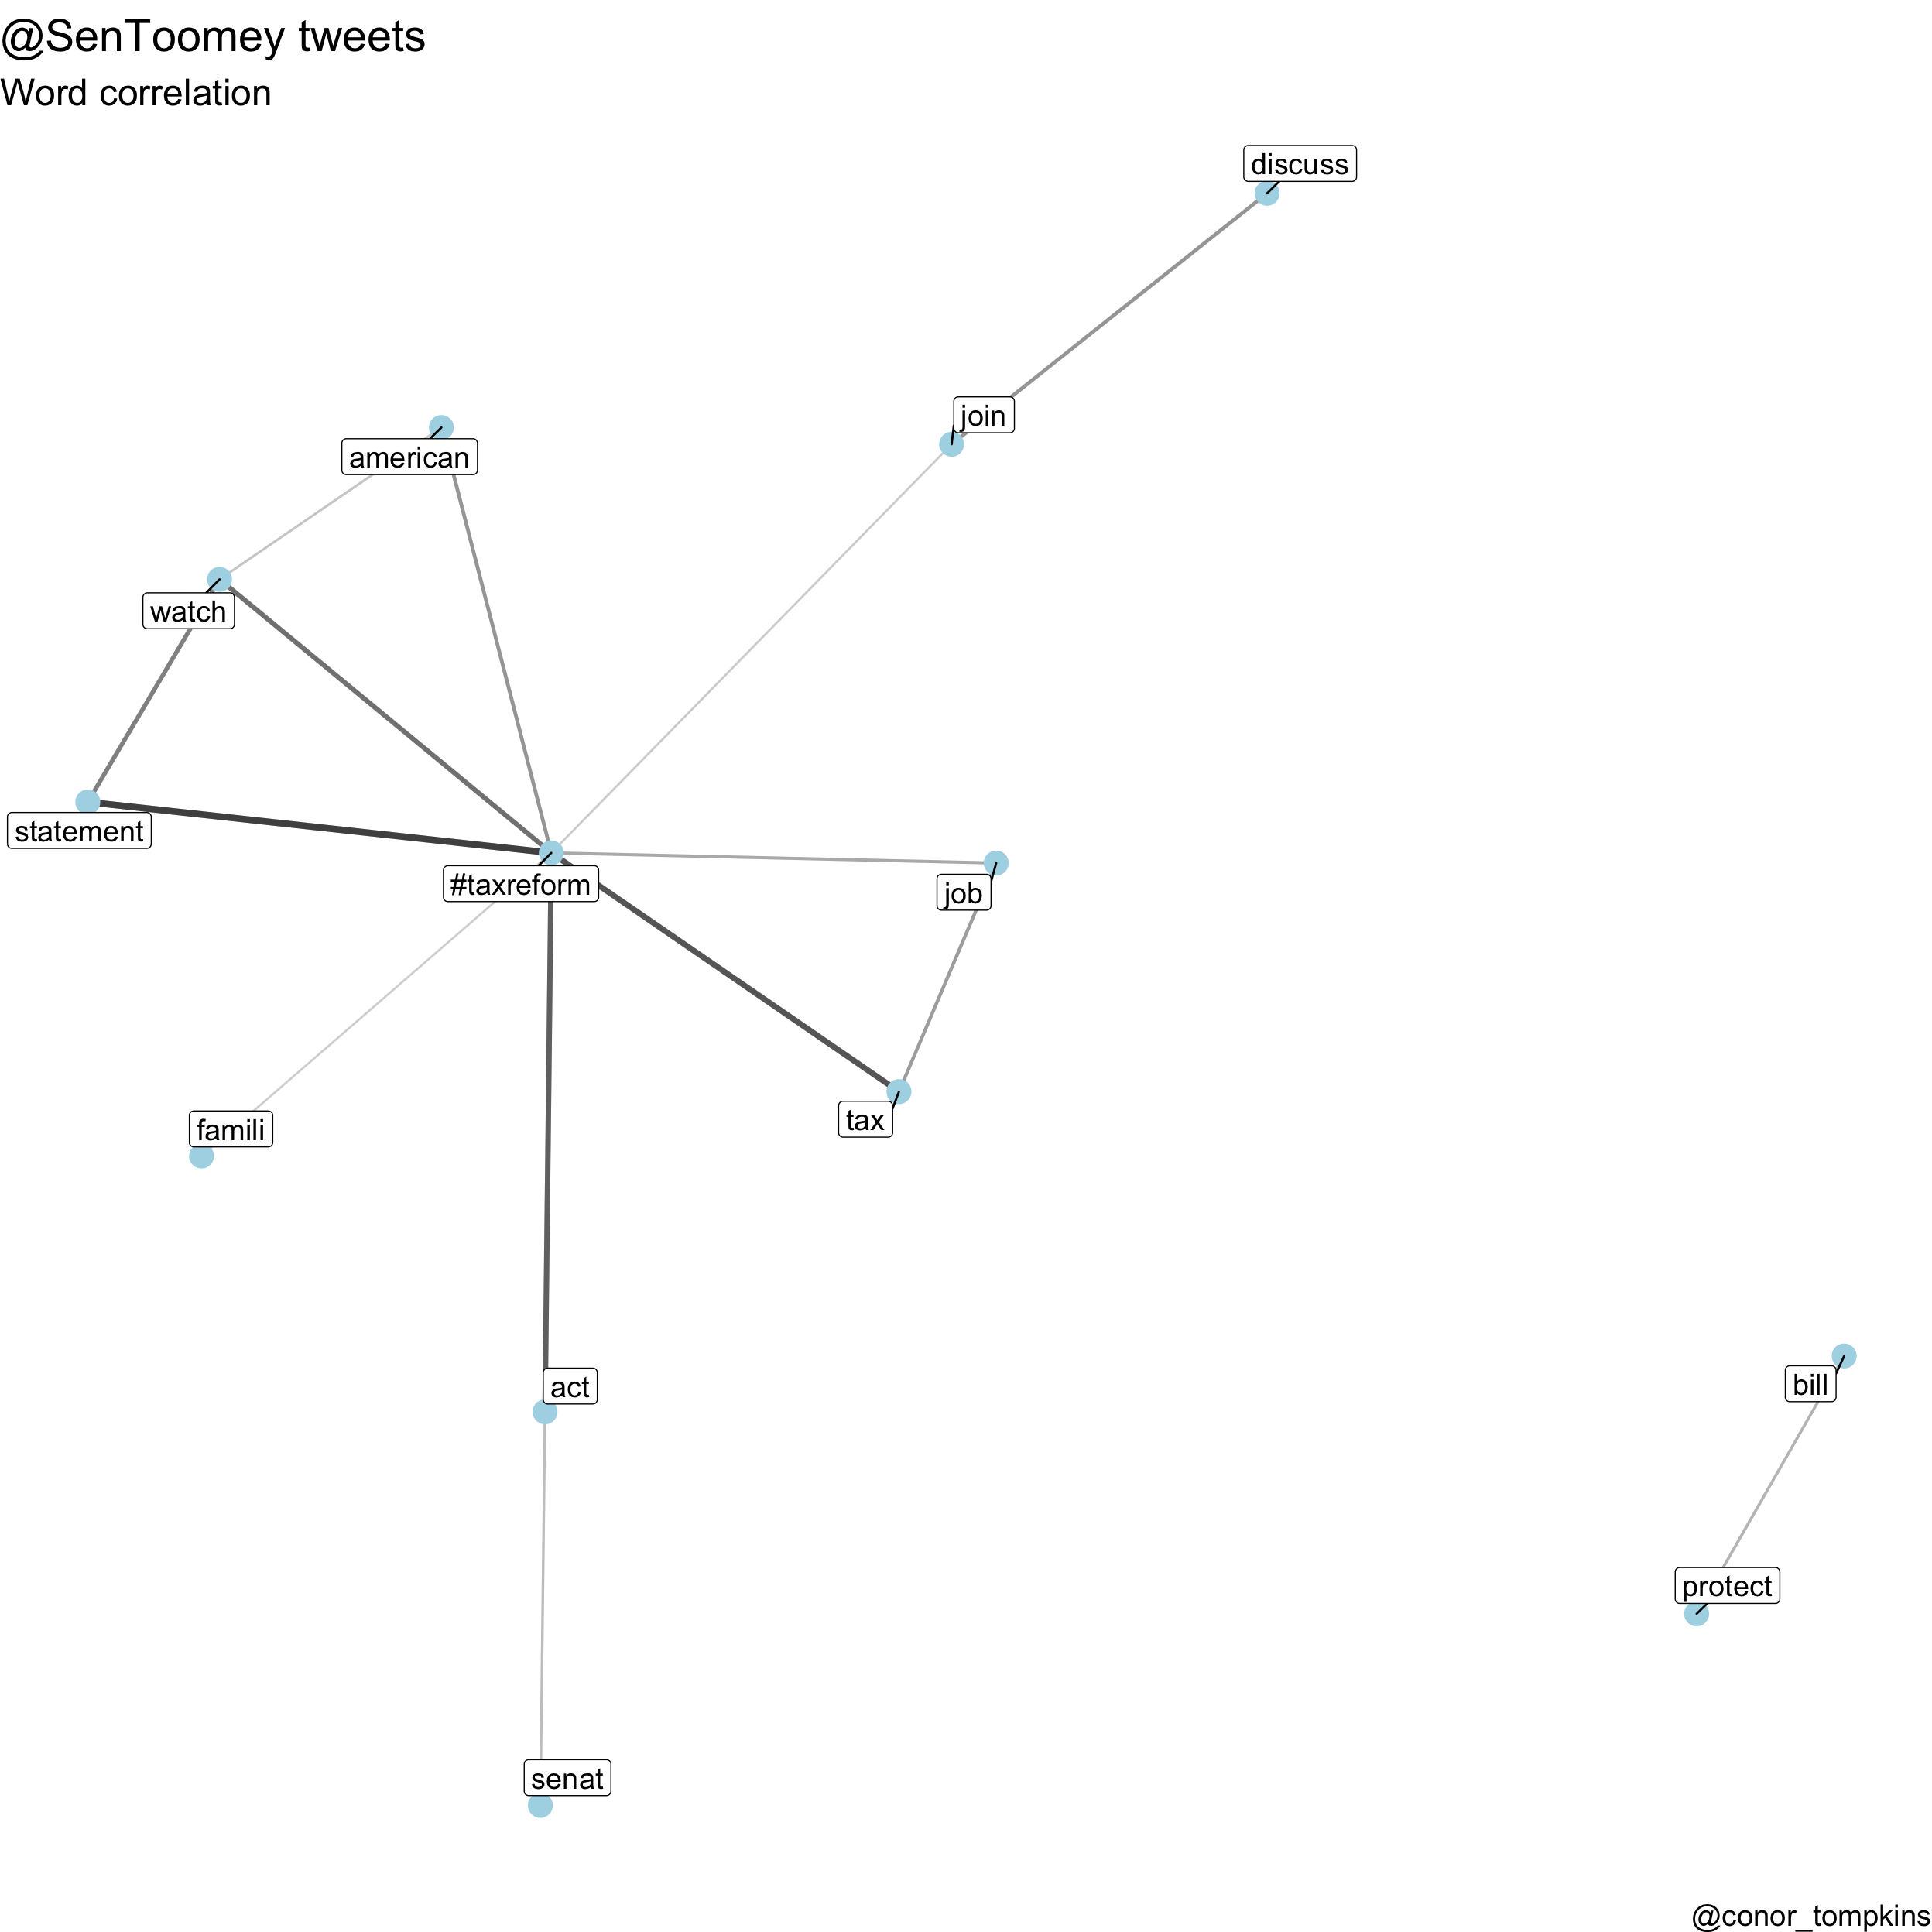 @SenToomey tweets
Word correlation
discuss
join
american
watch
statement
#taxreform
job
famili
tax
act
bill
protect
senat
@conor_tompkins